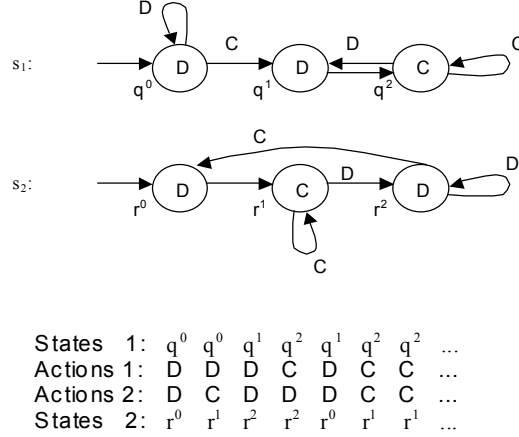 D
C
D
C
s₁:
D
D
C
q⁰
q¹
q²
C
s₂:
D
C
D
D
D
r⁰
r¹
r²
C
States 1: q⁰ q⁰ q¹ q² q¹ q² q² ...
Actions 1: D D D C D C C ...
Actions 2: D C D D D C C ...
States 2: r⁰ r¹ r² r² r⁰ r¹ r¹ ...